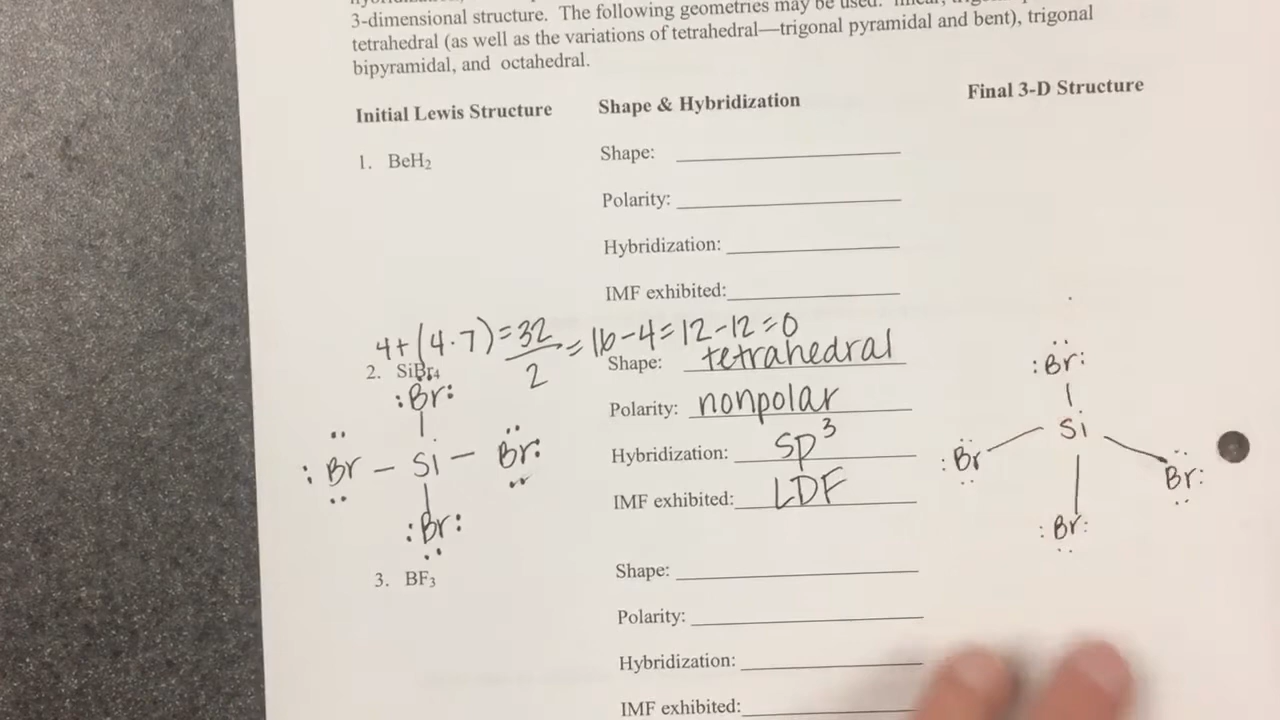 3-dimensional structure. The following geometries may be used:
tetrahedral (as well as the variations of tetrahedral—trigonal pyramidal and bent), trigonal
bipyramidal, and octahedral.
Initial Lewis Structure Shape & Hybridization Final 3-D Structure
1. BeH₂ Shape:
Polarity:
Hybridization:
IMF exhibited:
4+(4·7)=32/2=16-4=12-12=0
2. SiBr₄ Shape: tetrahedral
Polarity: nonpolar
Hybridization: sp³
IMF exhibited: LDF
:Br:
:Br – Si – Br:
:Br:
:Br:
Si
:Br Br:
:Br:
3. BF₃ Shape:
Polarity:
Hybridization:
IMF exhibited: